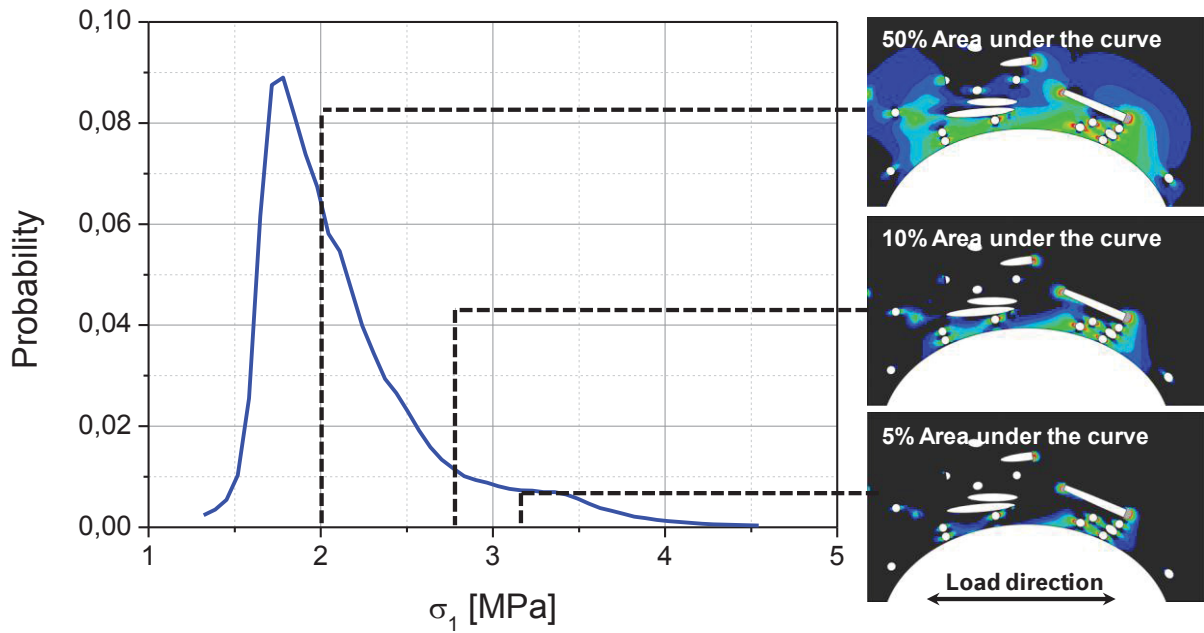 0,10
0,08
0,06
0,04
0,02
0,00
Probability
1 2 3 4 5
σ₁ [MPa]
50% Area under the curve
10% Area under the curve
5% Area under the curve
Load direction